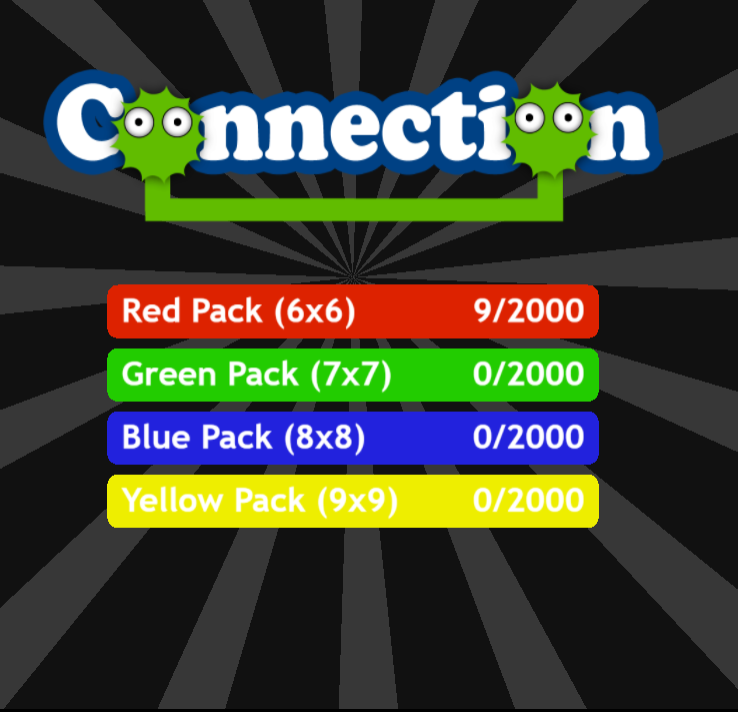 Connection
Red Pack (6x6) 9/2000
Green Pack (7x7) 0/2000
Blue Pack (8x8) 0/2000
Yellow Pack (9x9) 0/2000